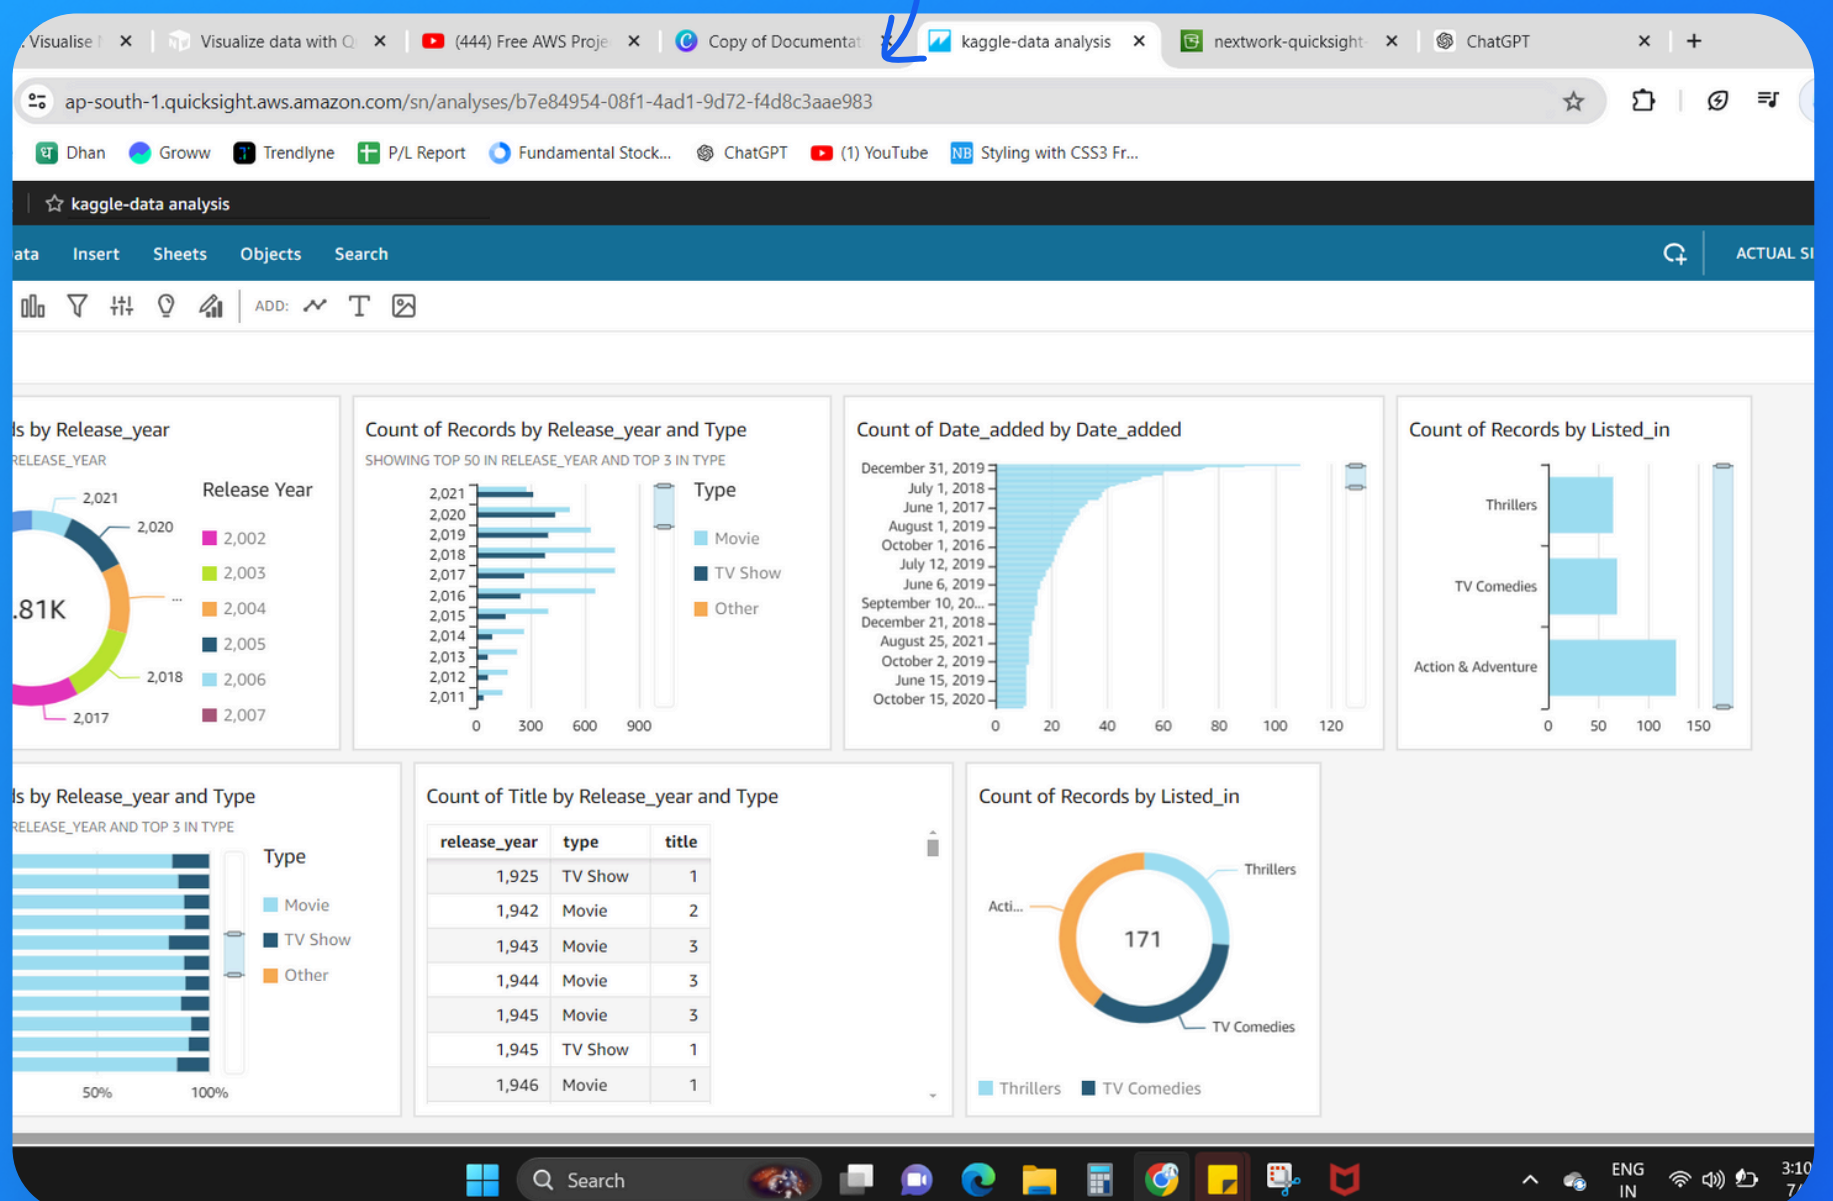 . Visualise
Visualize data with Q
(444) Free AWS Proje
Copy of Documentat
kaggle-data analysis
nextwork-quicksight-
ChatGPT
ap-south-1.quicksight.aws.amazon.com/sn/analyses/b7e84954-08f1-4ad1-9d72-f4d8c3aae983
Dhan
Groww
Trendlyne
P/L Report
Fundamental Stock...
ChatGPT
(1) YouTube
NB Styling with CSS3 Fr...
kaggle-data analysis
ata
Insert
Sheets
Objects
Search
ACTUAL SI
ADD:
ds by Release_year
RELEASE_YEAR
2,021
2,020
...
2,018
2,017
.81K
Release Year
2,002
2,003
2,004
2,005
2,006
2,007
Count of Records by Release_year and Type
SHOWING TOP 50 IN RELEASE_YEAR AND TOP 3 IN TYPE
2,021
2,020
2,019
2,018
2,017
2,016
2,015
2,014
2,013
2,012
2,011
0 300 600 900
Type
Movie
TV Show
Other
Count of Date_added by Date_added
December 31, 2019
July 1, 2018
June 1, 2017
August 1, 2019
October 1, 2016
July 12, 2019
June 6, 2019
September 10, 20...
December 21, 2018
August 25, 2021
October 2, 2019
June 15, 2019
October 15, 2020
0 20 40 60 80 100 120
Count of Records by Listed_in
Thrillers
TV Comedies
Action & Adventure
0 50 100 150
ds by Release_year and Type
RELEASE_YEAR AND TOP 3 IN TYPE
50% 100%
Type
Movie
TV Show
Other
Count of Title by Release_year and Type
release_year type title
1,925 TV Show 1
1,942 Movie 2
1,943 Movie 3
1,944 Movie 3
1,945 Movie 3
1,945 TV Show 1
1,946 Movie 1
Count of Records by Listed_in
Thrillers
Acti...
171
TV Comedies
Thrillers TV Comedies
Search
ENG
IN
3:10
7/